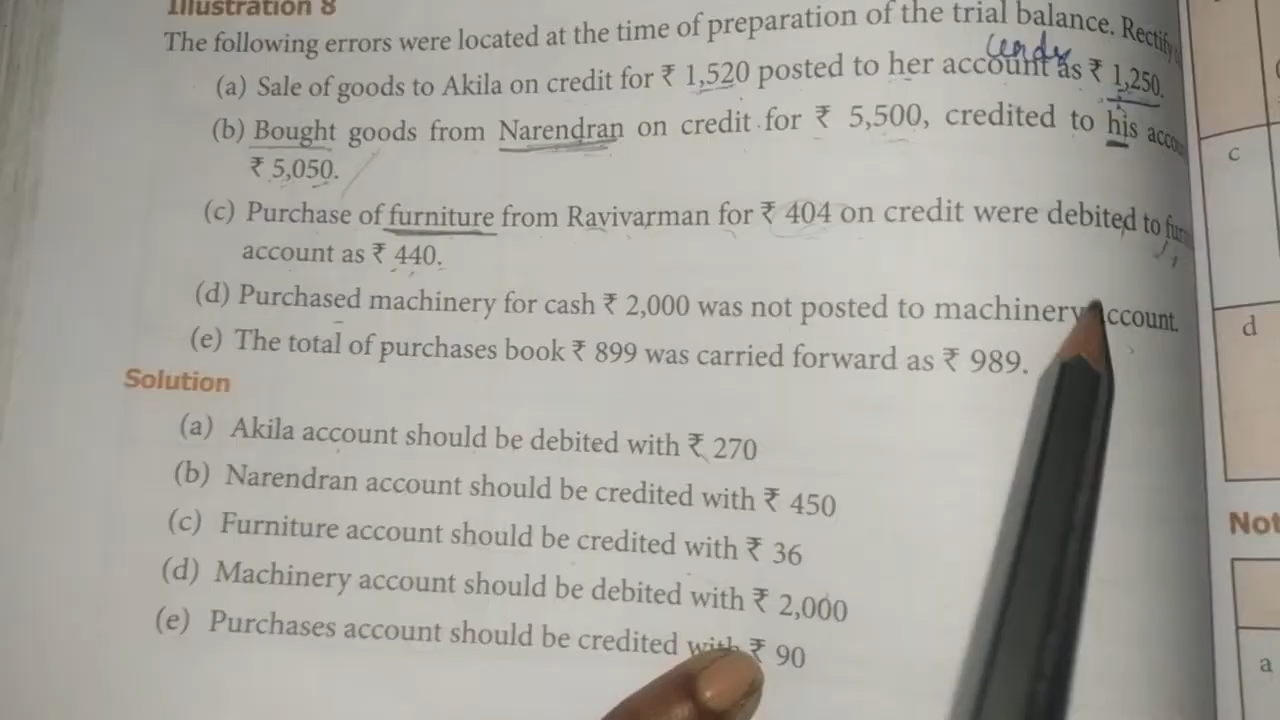 Illustration 8
The following errors were located at the time of preparation of the trial balance. Rectify
(a) Sale of goods to Akila on credit for ₹ 1,520 posted to her account as ₹ 1,250.
(b) Bought goods from Narendran on credit for ₹ 5,500, credited to his
₹ 5,050.
(c) Purchase of furniture from Ravivarman for ₹ 404 on credit were debited to
account as ₹ 440.
(d) Purchased machinery for cash ₹ 2,000 was not posted to machinery account.
(e) The total of purchases book ₹ 899 was carried forward as ₹ 989.
Solution
(a) Akila account should be debited with ₹ 270
(b) Narendran account should be credited with ₹ 450
(c) Furniture account should be credited with ₹ 36
(d) Machinery account should be debited with ₹ 2,000
(e) Purchases account should be credited with ₹ 90
c
d
Not
a